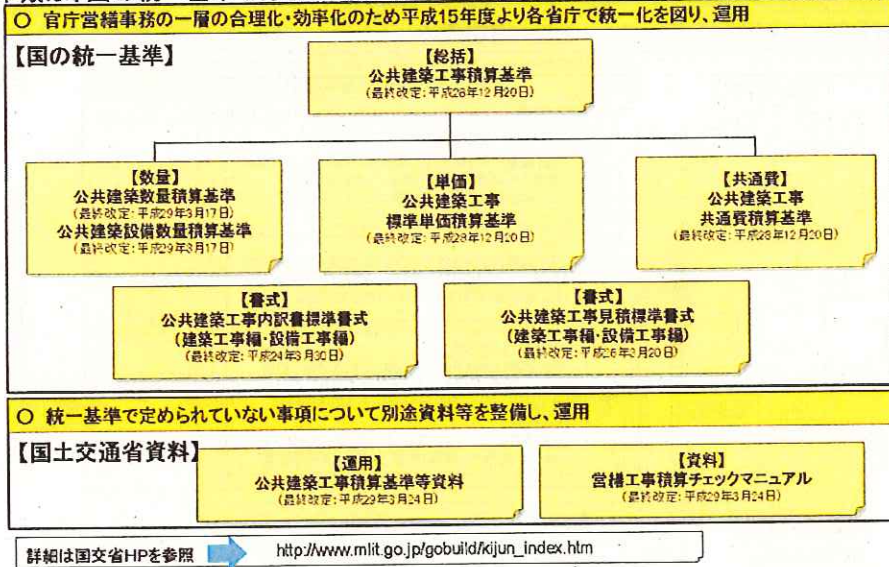 ○ 官庁営繕事務の一層の合理化・効率化のため平成15年度より各省庁で統一化を図り、運用
【国の統一基準】
【総括】
公共建築工事積算基準
(最終改定:平成28年12月20日)
【数量】
公共建築数量積算基準
(最終改定:平成29年3月17日)
公共建築設備数量積算基準
(最終改定:平成29年3月17日)
【単価】
公共建築工事
標準単価積算基準
(最終改定:平成28年12月20日)
【共通費】
公共建築工事
共通費積算基準
(最終改定:平成28年12月20日)
【書式】
公共建築工事内訳書標準書式
(建築工事編・設備工事編)
(最終改定:平成24年3月30日)
【書式】
公共建築工事見積標準書式
(建築工事編・設備工事編)
(最終改定:平成26年3月20日)
○ 統一基準で定められていない事項について別途資料等を整備し、運用
【国土交通省資料】
【運用】
公共建築工事積算基準等資料
(最終改定:平成29年3月24日)
【資料】
営繕工事積算チェックマニュアル
(最終改定:平成29年3月24日)
詳細は国交省HPを参照
http://www.mlit.go.jp/gobuild/kijun_index.htm